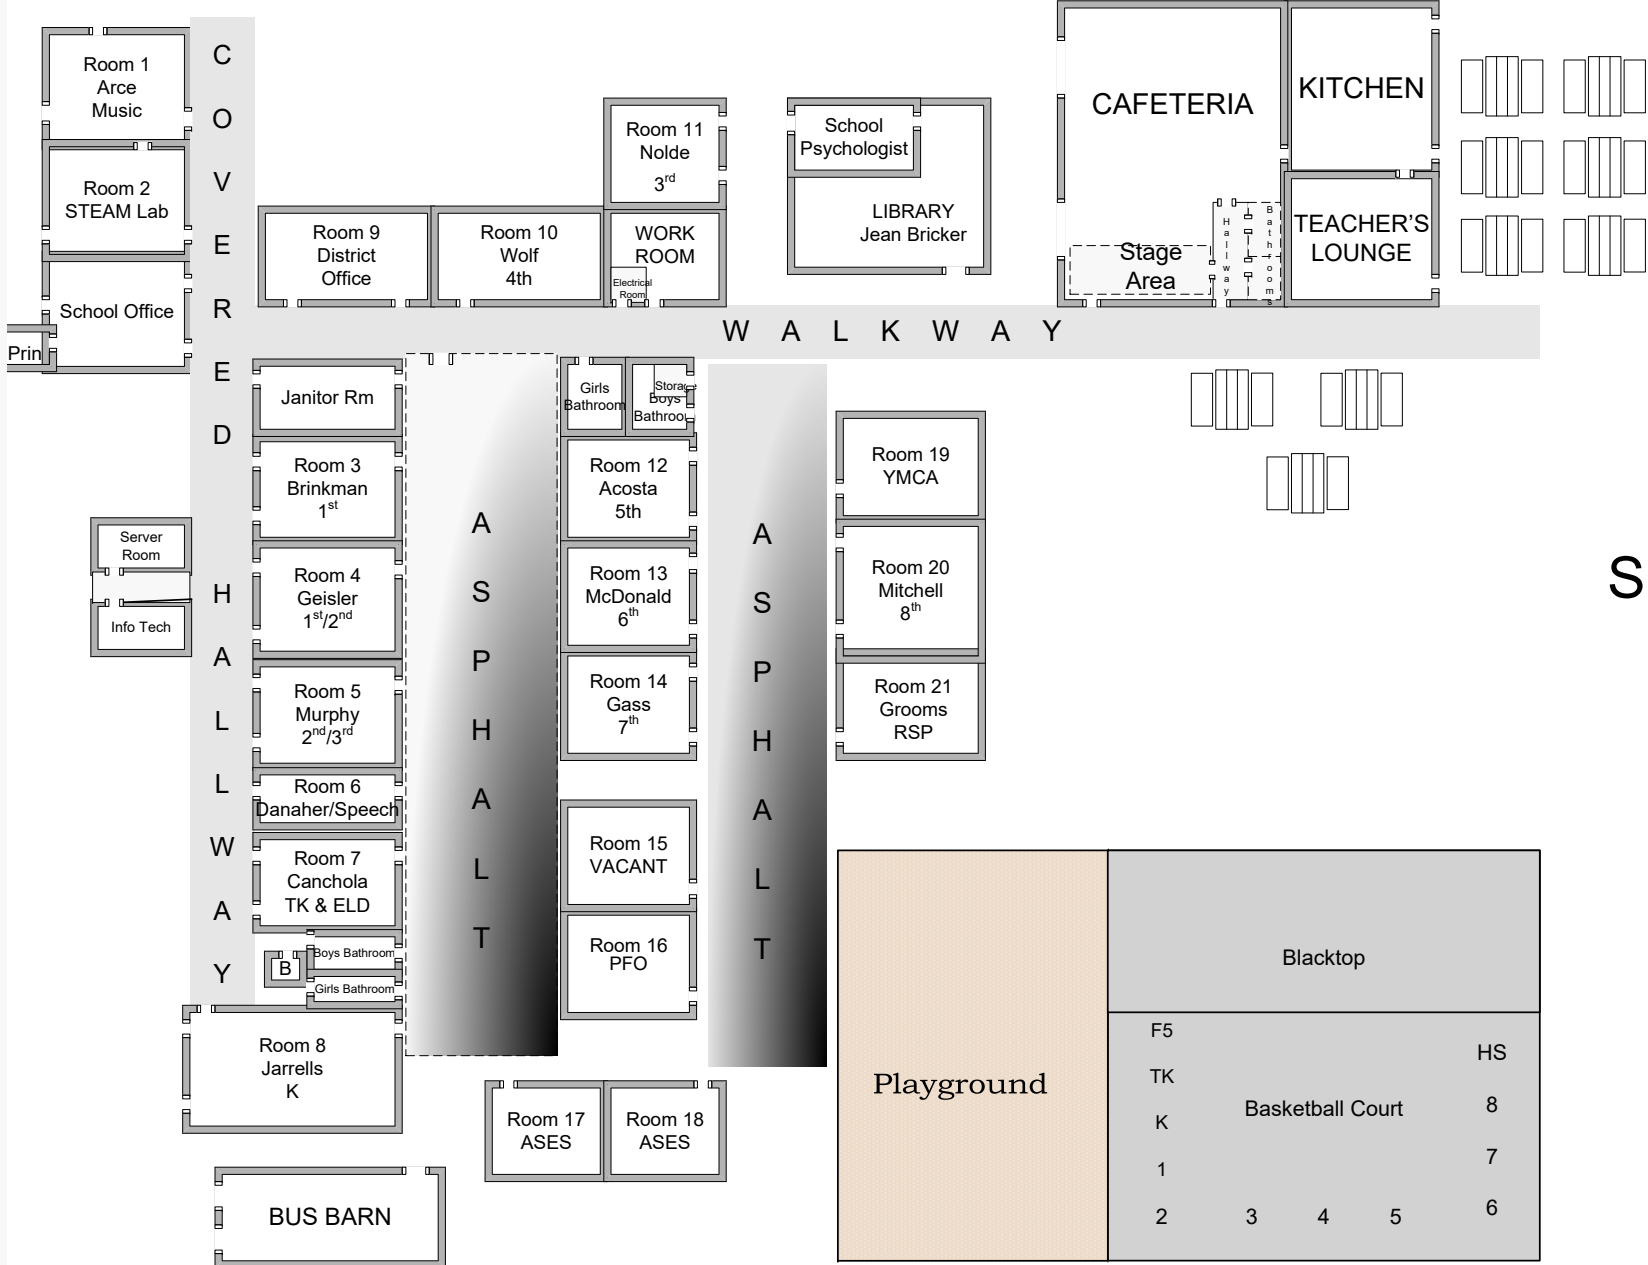 Room 1
Arce
Music
Room 2
STEAM Lab
School Office
Prin
COVERED HALLWAY
Room 9
District
Office
Room 10
Wolf
4th
Room 11
Nolde
3rd
WORK
ROOM
Electrical
Room
School
Psychologist
LIBRARY
Jean Bricker
CAFETERIA
KITCHEN
Stage
Area
Hallway
Bathrooms
TEACHER'S
LOUNGE
WALKWAY
Janitor Rm
Room 3
Brinkman
1st
Room 4
Geisler
1st/2nd
Room 5
Murphy
2nd/3rd
Room 6
Danaher/Speech
Room 7
Canchola
TK & ELD
B
Boys Bathroom
Girls Bathroom
Room 8
Jarrells
K
BUS BARN
Server
Room
Info Tech
ASPHALT
Girls
Bathroom
Storage
Boys
Bathroom
Room 12
Acosta
5th
Room 13
McDonald
6th
Room 14
Gass
7th
Room 15
VACANT
Room 16
PFO
Room 17
ASES
Room 18
ASES
ASPHALT
Room 19
YMCA
Room 20
Mitchell
8th
Room 21
Grooms
RSP
S
Playground
Blacktop
Basketball Court
F5
TK
K
1
2
3
4
5
HS
8
7
6